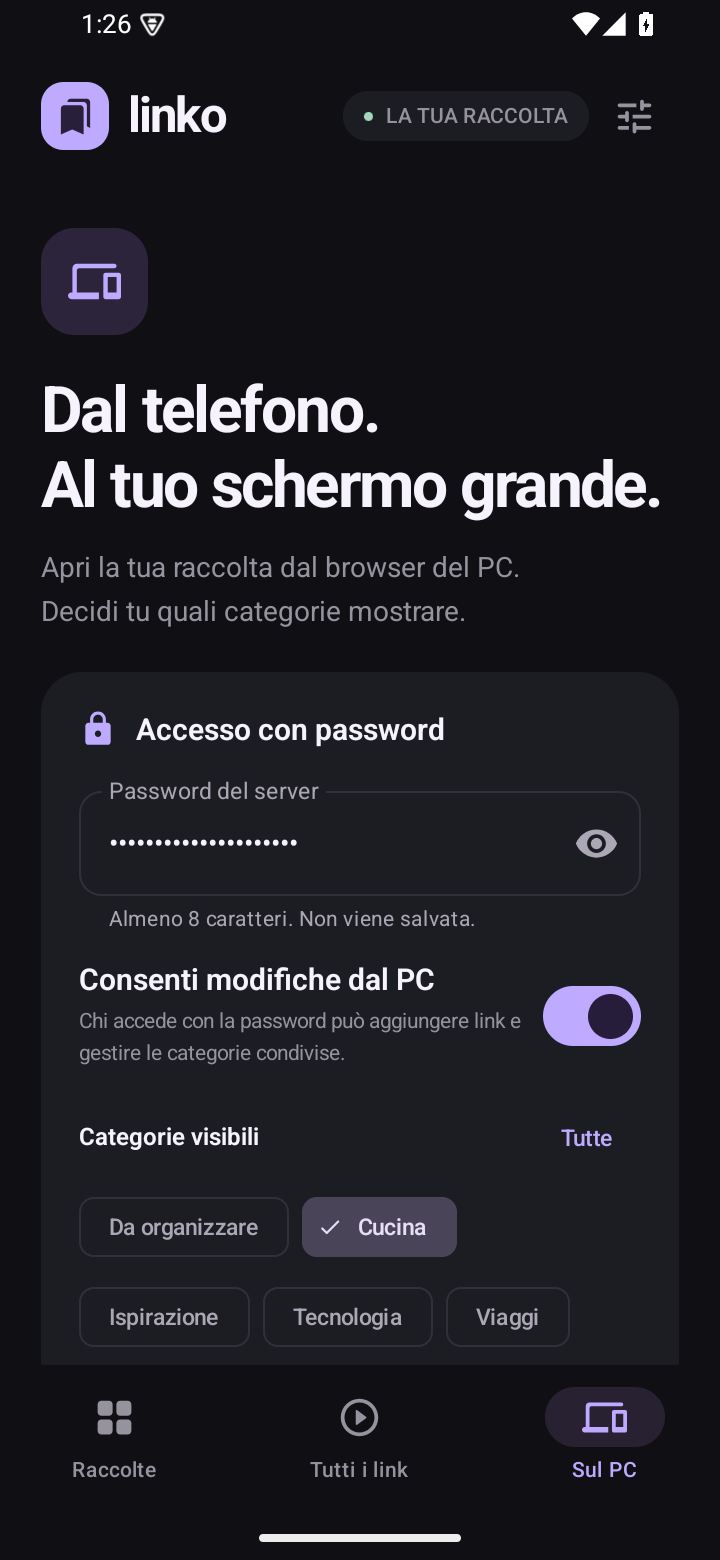 1:26
linko
LA TUA RACCOLTA
Dal telefono.
Al tuo schermo grande.
Apri la tua raccolta dal browser del PC.
Decidi tu quali categorie mostrare.
Accesso con password
Password del server
•••••••••••••••••••••
Almeno 8 caratteri. Non viene salvata.
Consenti modifiche dal PC
Chi accede con la password può aggiungere link e
gestire le categorie condivise.
Categorie visibili
Tutte
Da organizzare
Cucina
Ispirazione
Tecnologia
Viaggi
Raccolte
Tutti i link
Sul PC